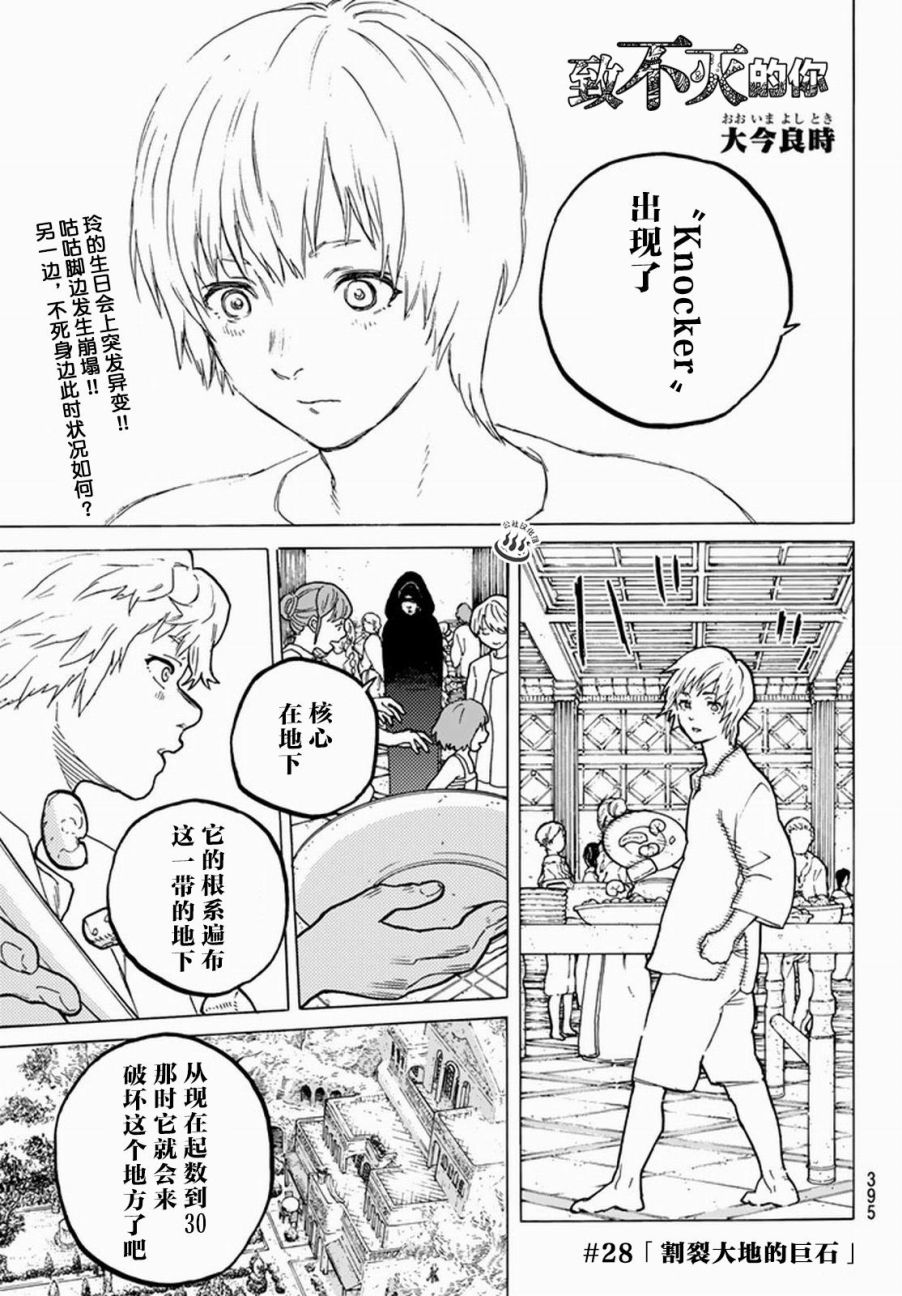 致不灭的你
おおいまよしとき
大今良時
〝Knocker〞
出现了
玲的生日会上突发异变!!
咕咕脚边发生崩塌!!
另一边，不死身边此时状况如何？
公社汉化组
核心
在地下
它的根系遍布
这一带的地下
从现在起数到30
那时它就会来
破坏这个地方了吧
395
#28「割裂大地的巨石」